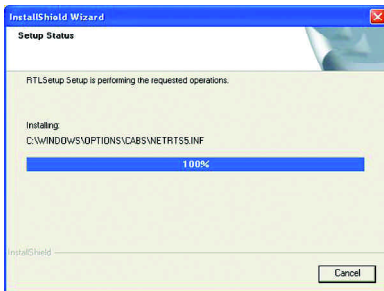 InstallShield Wizard
Setup Status
RTLSetup Setup is performing the requested operations.
Installing:
C:\WINDOWS\OPTIONS\CABS\NETRTS5.INF
100%
InstallShield
Cancel